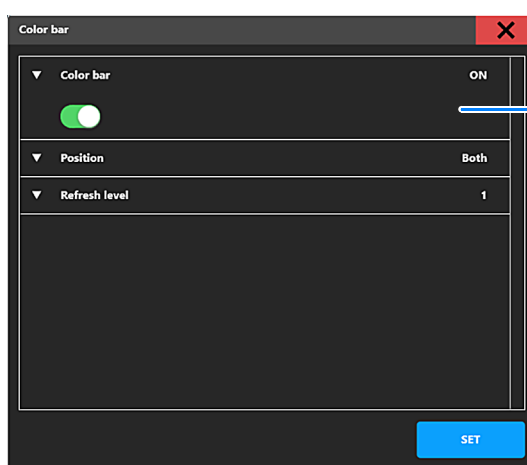 Color bar
Color bar ON
Position Both
Refresh level 1
SET